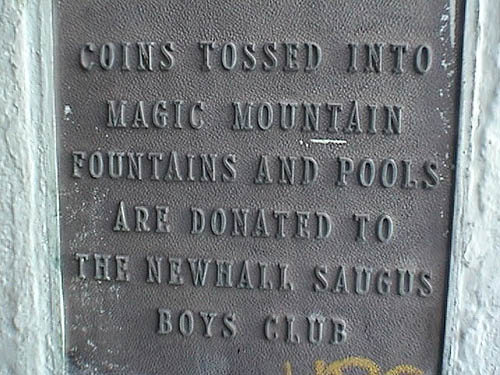 COINS TOSSED INTO
MAGIC MOUNTAIN
FOUNTAINS AND POOLS
ARE DONATED TO
THE NEWHALL SAUGUS
BOYS CLUB